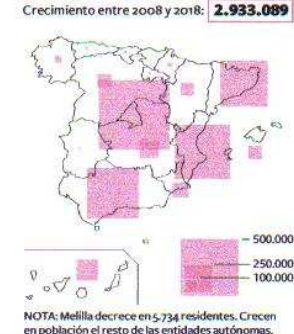 Crecimiento entre 2008 y 2018: 2.933.089
500.000
250.000
100.000
NOTA: Melilla decrece en 5.734 residentes. Crecen
en población el resto de las entidades autónomas.